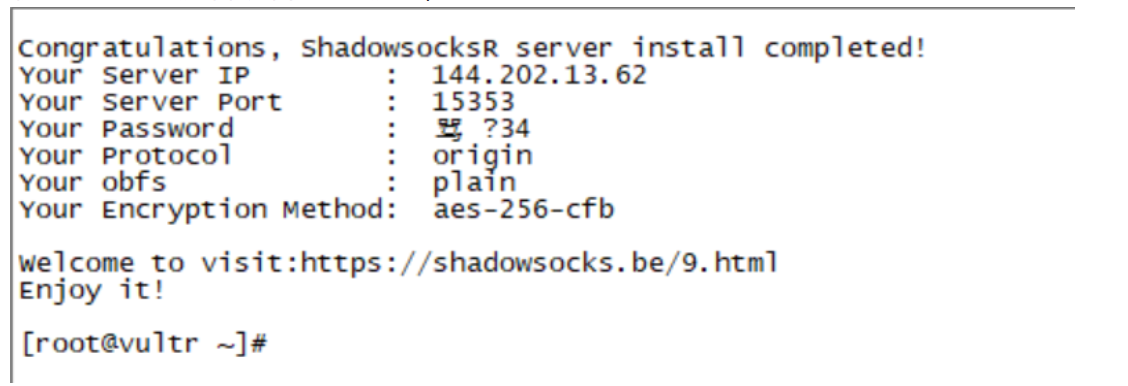 Congratulations, ShadowsocksR server install completed!
Your Server IP        :  144.202.13.62
Your Server Port      :  15353
Your Password         :  ?34
Your Protocol         :  origin
Your obfs             :  plain
Your Encryption Method:  aes-256-cfb
Welcome to visit:https://shadowsocks.be/9.html
Enjoy it!
[root@vultr ~]#